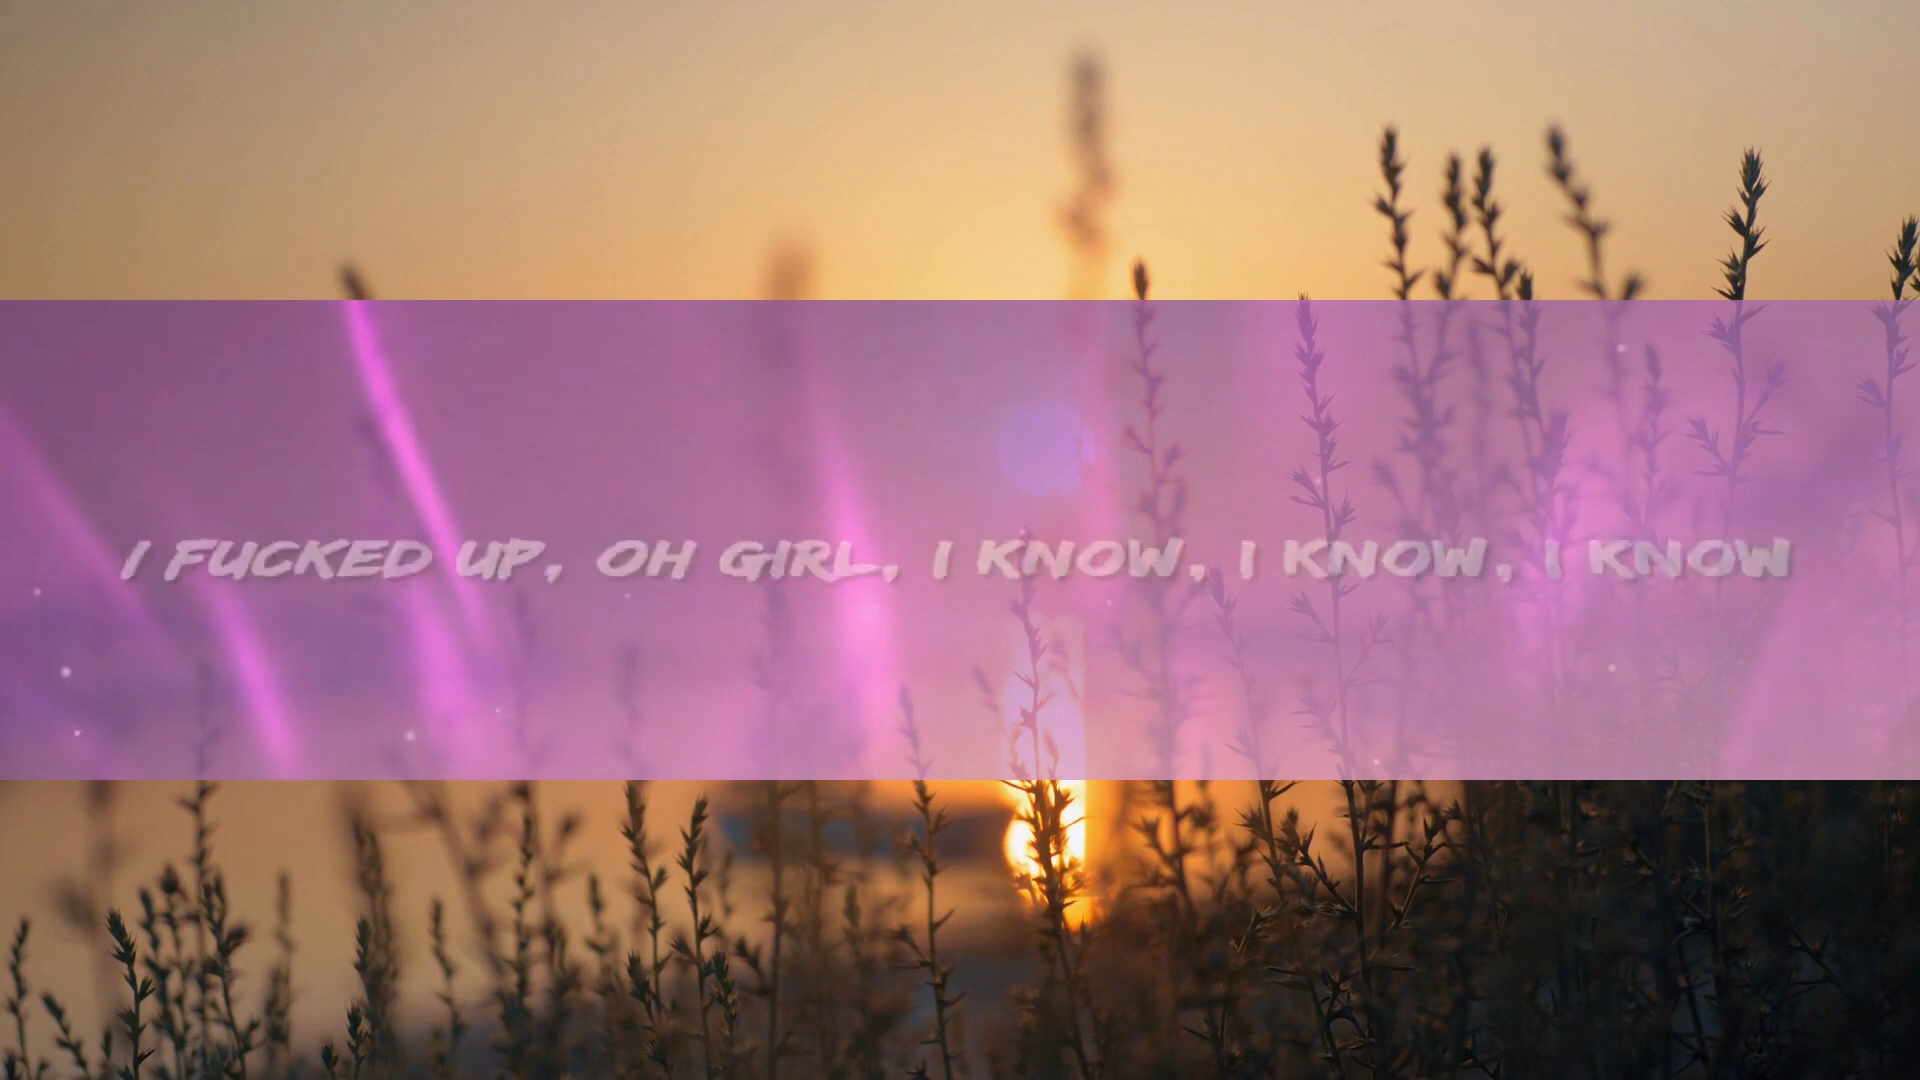 I FUCKED UP, OH GIRL, I KNOW, I KNOW, I KNOW